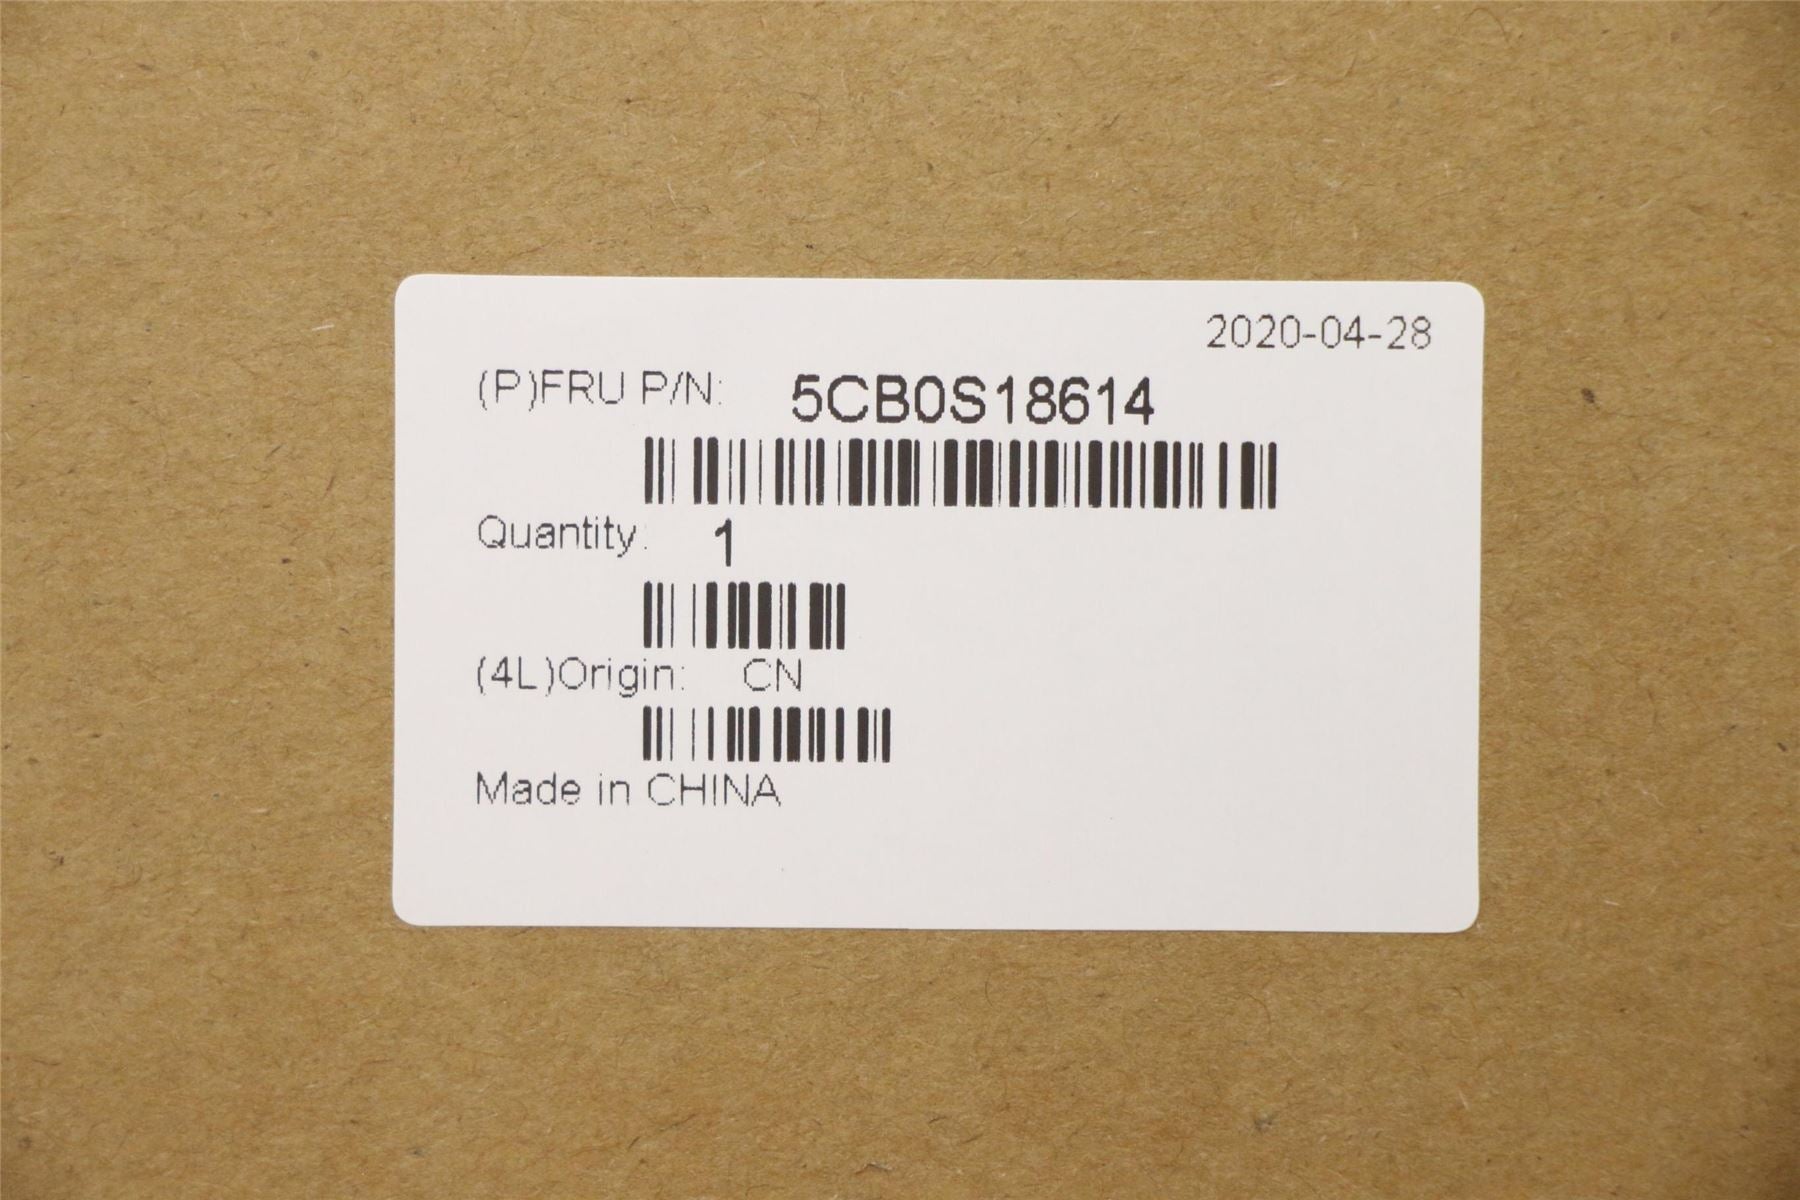 2020-04-28
(P)FRU P/N: 5CB0S18614
Quantity: 1
(4L)Origin: CN
Made in CHINA